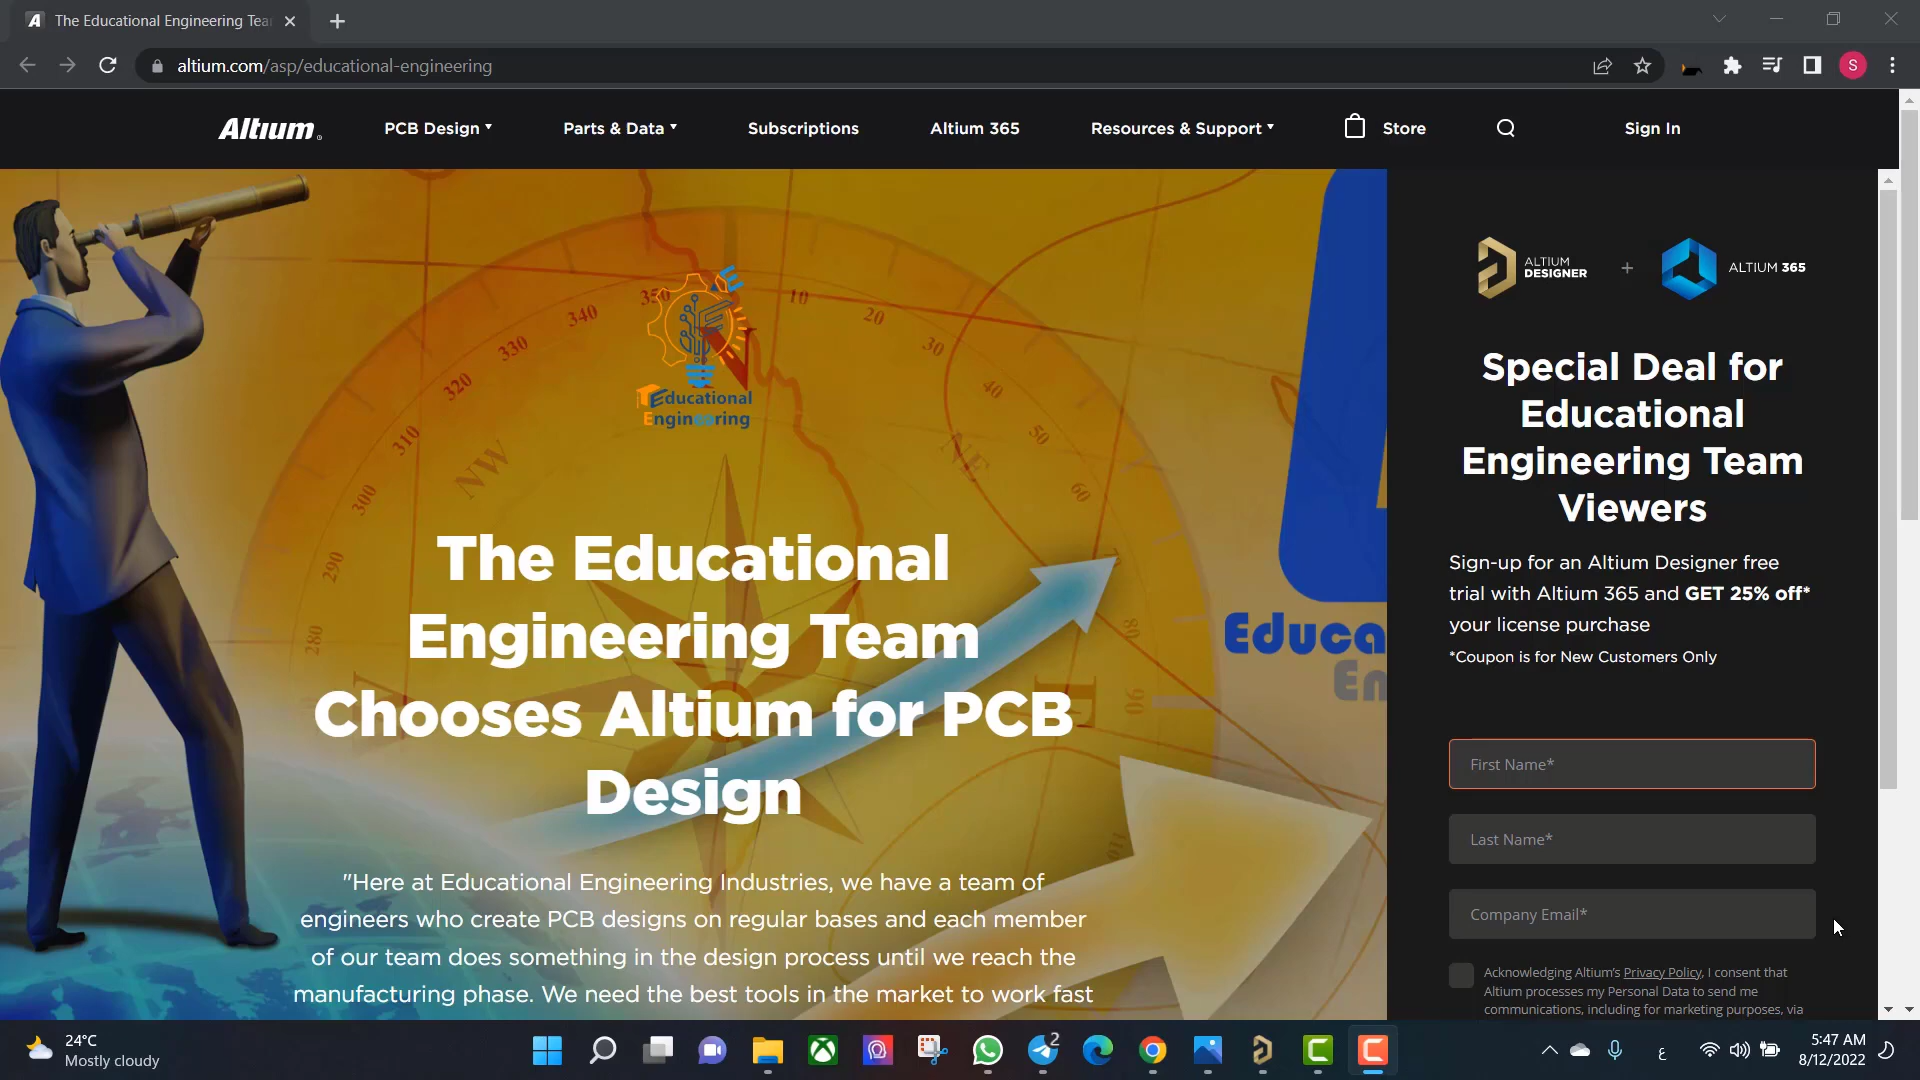 The Educational Engineering Tea
altium.com/asp/educational-engineering
S
Altium
PCB Design
Parts & Data
Subscriptions
Altium 365
Resources & Support
Store
Sign In
350
10
340
20
330
30
320
40
310
50
300
60
290
280
80
90
NW
NE
N
E
Educational
Engineering
The Educational
Engineering Team
Chooses Altium for PCB
Design
"Here at Educational Engineering Industries, we have a team of
engineers who create PCB designs on regular bases and each member
of our team does something in the design process until we reach the
manufacturing phase. We need the best tools in the market to work fast
Educa
En
ALTIUM
DESIGNER
+
ALTIUM 365
Special Deal for
Educational
Engineering Team
Viewers
Sign-up for an Altium Designer free
trial with Altium 365 and GET 25% off*
your license purchase
*Coupon is for New Customers Only
First Name*
Last Name*
Company Email*
Acknowledging Altium's Privacy Policy, I consent that
Altium processes my Personal Data to send me
communications, including for marketing purposes, via
24°C
Mostly cloudy
2
ع
5:47 AM
8/12/2022